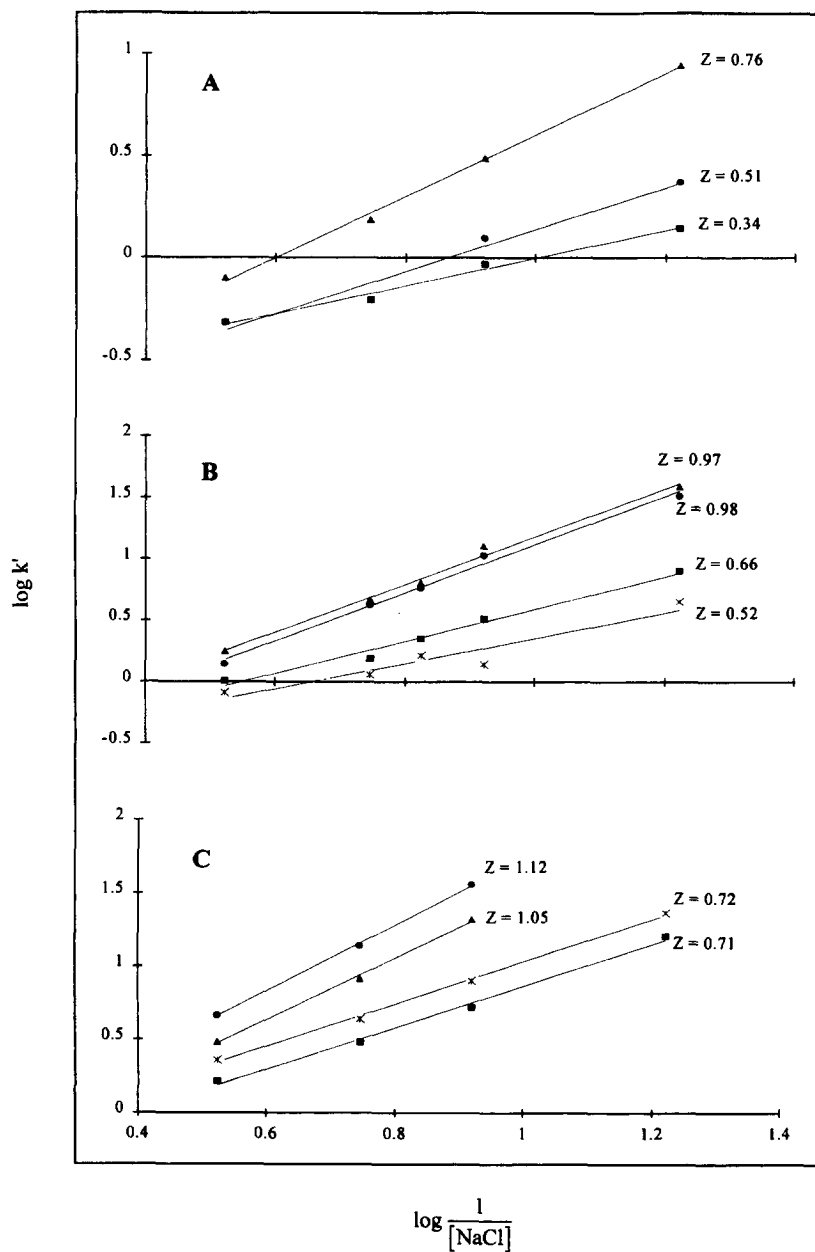 1
A
Z = 0.76
0.5
Z = 0.51
Z = 0.34
0
-0.5
2
B
Z = 0.97
1.5
Z = 0.98
1
Z = 0.66
0.5
Z = 0.52
0
-0.5
log k'
2
C
Z = 1.12
1.5
Z = 0.72
Z = 1.05
1
Z = 0.71
0.5
0
0.4 0.6 0.8 1 1.2 1.4
log 1
[NaCl]